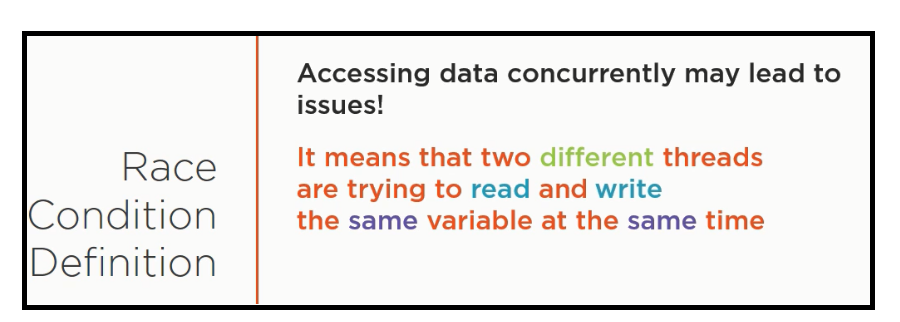 Race
Condition
Definition
Accessing data concurrently may lead to
issues!
It means that two different threads
are trying to read and write
the same variable at the same time